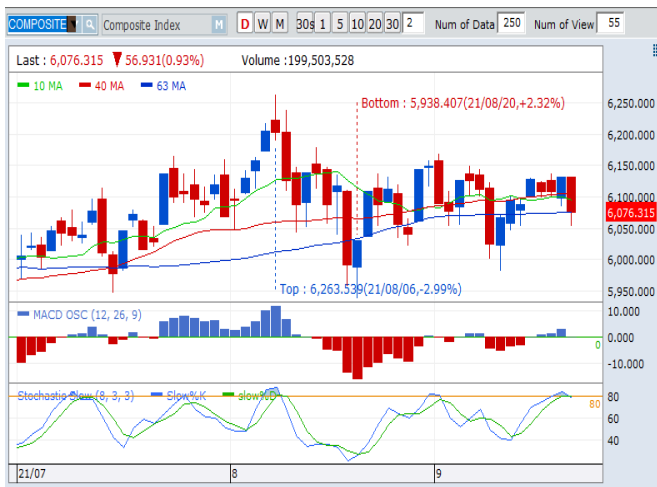 COMPOSITE Composite Index M D W M 30s 1 5 10 20 30 2 Num of Data 250 Num of View 55
Last : 6,076.315 ▼ 56.931(0.93%) Volume :199,503,528
10 MA 40 MA 63 MA
Bottom : 5,938.407(21/08/20,+2.32%)
6,250.000
6,200.000
6,150.000
6,100.000
6,076.315
6,050.000
6,000.000
5,950.000
Top : 6,263.539(21/08/06,-2.99%)
MACD OSC (12, 26, 9)
10.000
0 0.000
-10.000
Stochastic Slow (8, 3, 3) Slow%K slow%D
80
80
60
40
21/07 8 9